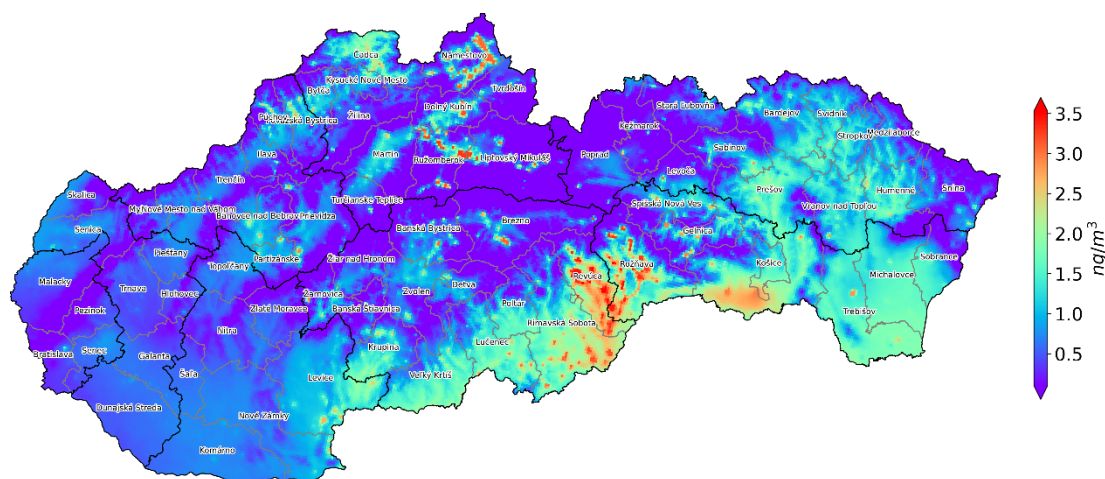 Čadca
Námestovo
Kysucké Nové Mesto
Bytča
Tvrdošín
Dolný Kubín
Žilina
Považská Bystrica
Ilava
Martin
Ružomberok
Liptovský Mikuláš
Poprad
Kežmarok
Stará Ľubovňa
Bardejov
Svidník
Stropkov
Medzilaborce
Sabinov
Levoča
Prešov
Humenné
Snina
Vranov nad Topľou
Trenčín
Skalica
Senica
Myjava
Nové Mesto nad Váhom
Bánovce nad Bebravou
Prievidza
Turčianske Teplice
Spišská Nová Ves
Gelnica
Banská Bystrica
Brezno
Piešťany
Topoľčany
Partizánske
Žiar nad Hronom
Rožňava
Revúca
Košice
Sobrance
Michalovce
Malacky
Trnava
Hlohovec
Zlaté Moravce
Žarnovica
Banská Štiavnica
Zvolen
Detva
Poltár
Rimavská Sobota
Trebišov
Pezinok
Nitra
Bratislava
Senec
Galanta
Krupina
Lučenec
Veľký Krtíš
Šaľa
Levice
Dunajská Streda
Nové Zámky
Komárno
3.5
3.0
2.5
2.0
1.5
1.0
0.5
ng/m³